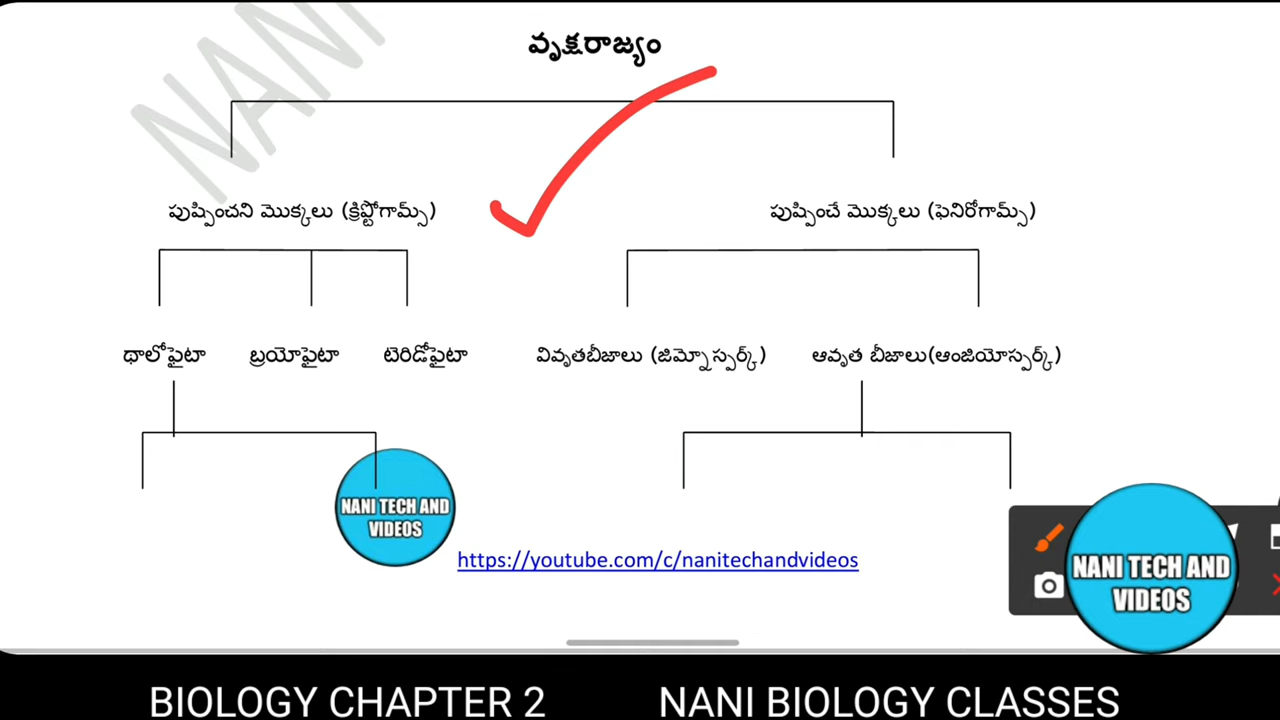 NANI
వృక్షరాజ్యం
పుష్పించని మొక్కలు (క్రిప్టోగామ్స్)
పుష్పించే మొక్కలు (ఫెనిరోగామ్స్)
థాలోఫైటా
బ్రయోఫైటా
టెరిడోఫైటా
వివృతబీజాలు (జిమ్నోస్పర్క్)
ఆవృత బీజాలు(ఆంజియోస్పర్క్)
NANI TECH AND
VIDEOS
https://youtube.com/c/nanitechandvideos
NANI TECH AND
VIDEOS
BIOLOGY CHAPTER 2
NANI BIOLOGY CLASSES